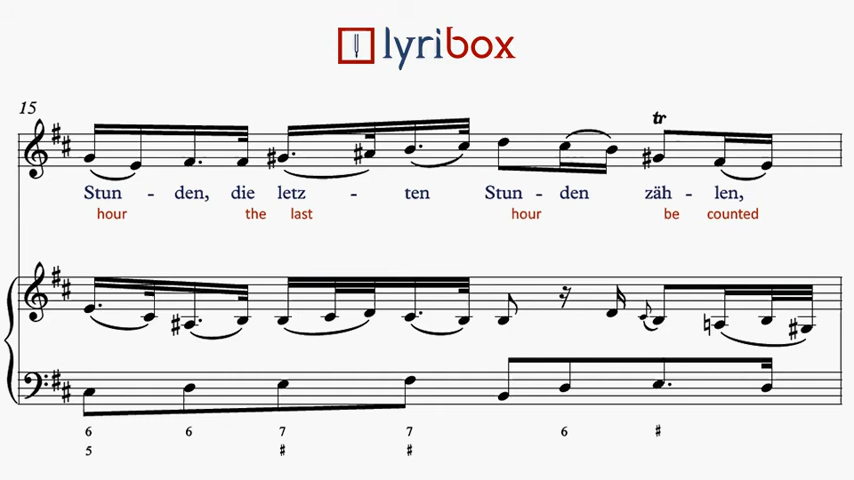 lyribox
15
tr
Stun - den, die letz - ten Stun - den zäh - len,
hour the last hour be counted
6 6 7 7 6 ♯
5 ♯ ♯